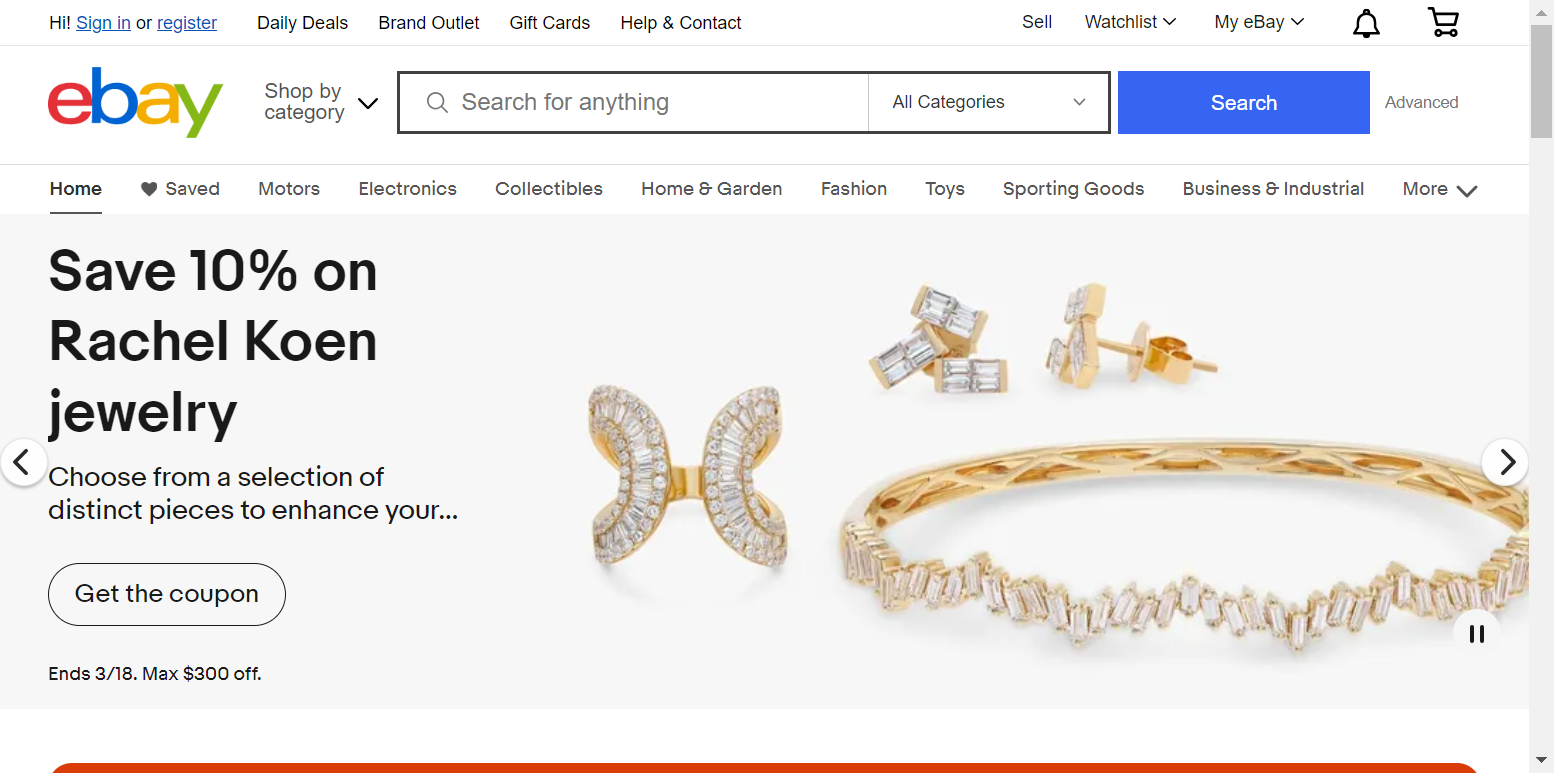 Hi! Sign in or register
Daily Deals
Brand Outlet
Gift Cards
Help & Contact
Sell
Watchlist
My eBay
ebay
Shop by
category
Search for anything
All Categories
Search
Advanced
Home
Saved
Motors
Electronics
Collectibles
Home & Garden
Fashion
Toys
Sporting Goods
Business & Industrial
More
Save 10% on
Rachel Koen
jewelry
Choose from a selection of
distinct pieces to enhance your...
Get the coupon
Ends 3/18. Max $300 off.